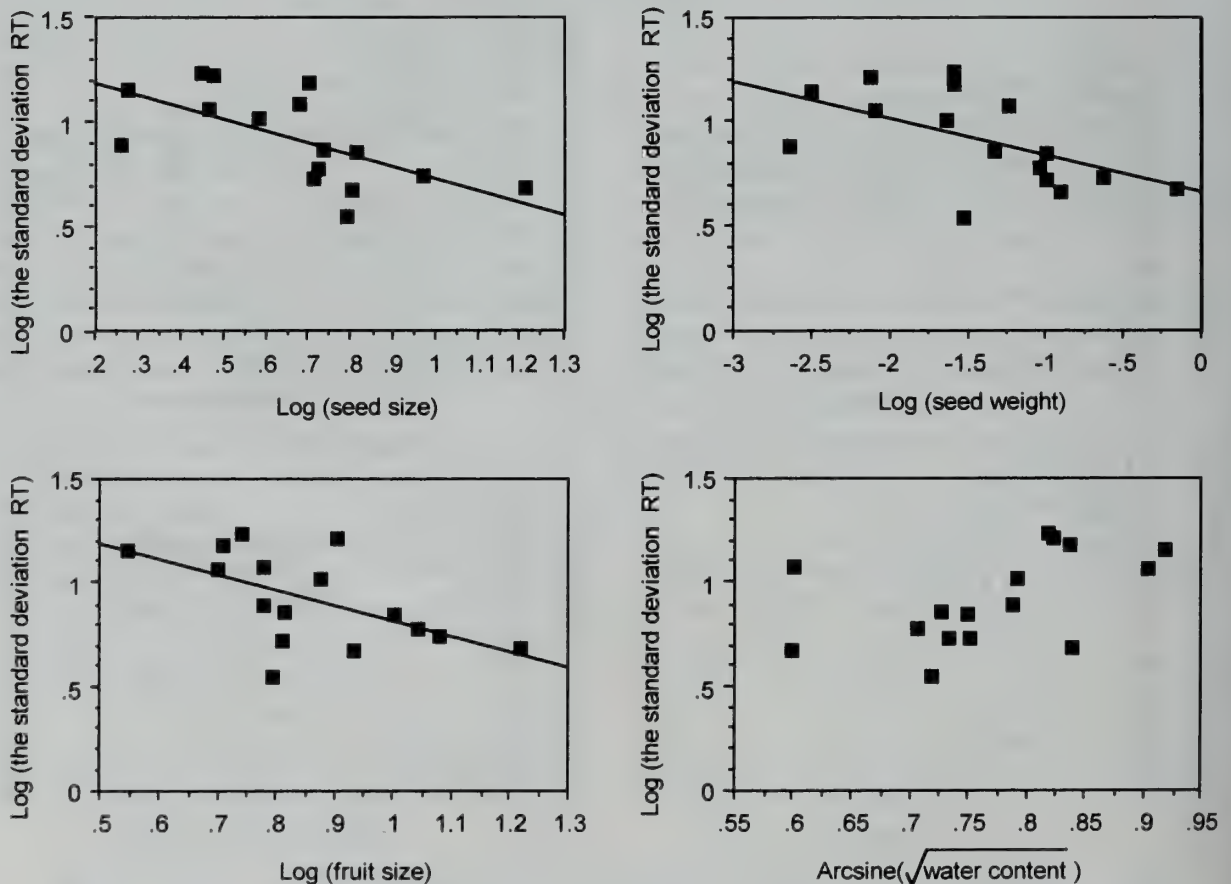 Log (the standard deviation RT)
1.5
1
.5
0
.2 .3 .4 .5 .6 .7 .8 .9 1 1.1 1.2 1.3
Log (seed size)
Log (the standard deviation RT)
1.5
1
.5
0
-3 -2.5 -2 -1.5 -1 -.5 0
Log (seed weight)
Log (the standard deviation RT)
1.5
1
.5
0
.5 .6 .7 .8 .9 1 1.1 1.2 1.3
Log (fruit size)
Log (the standard deviation RT)
1.5
1
.5
0
.55 .6 .65 .7 .75 .8 .85 .9 .95
Arcsine(√water content )